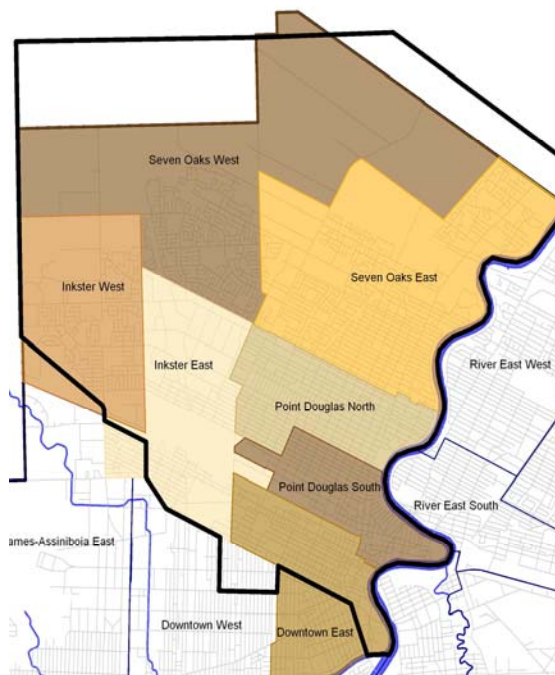 Seven Oaks West
Seven Oaks East
Inkster West
River East West
Inkster East
Point Douglas North
Point Douglas South
River East South
ames-Assiniboia East
Downtown West
Downtown East